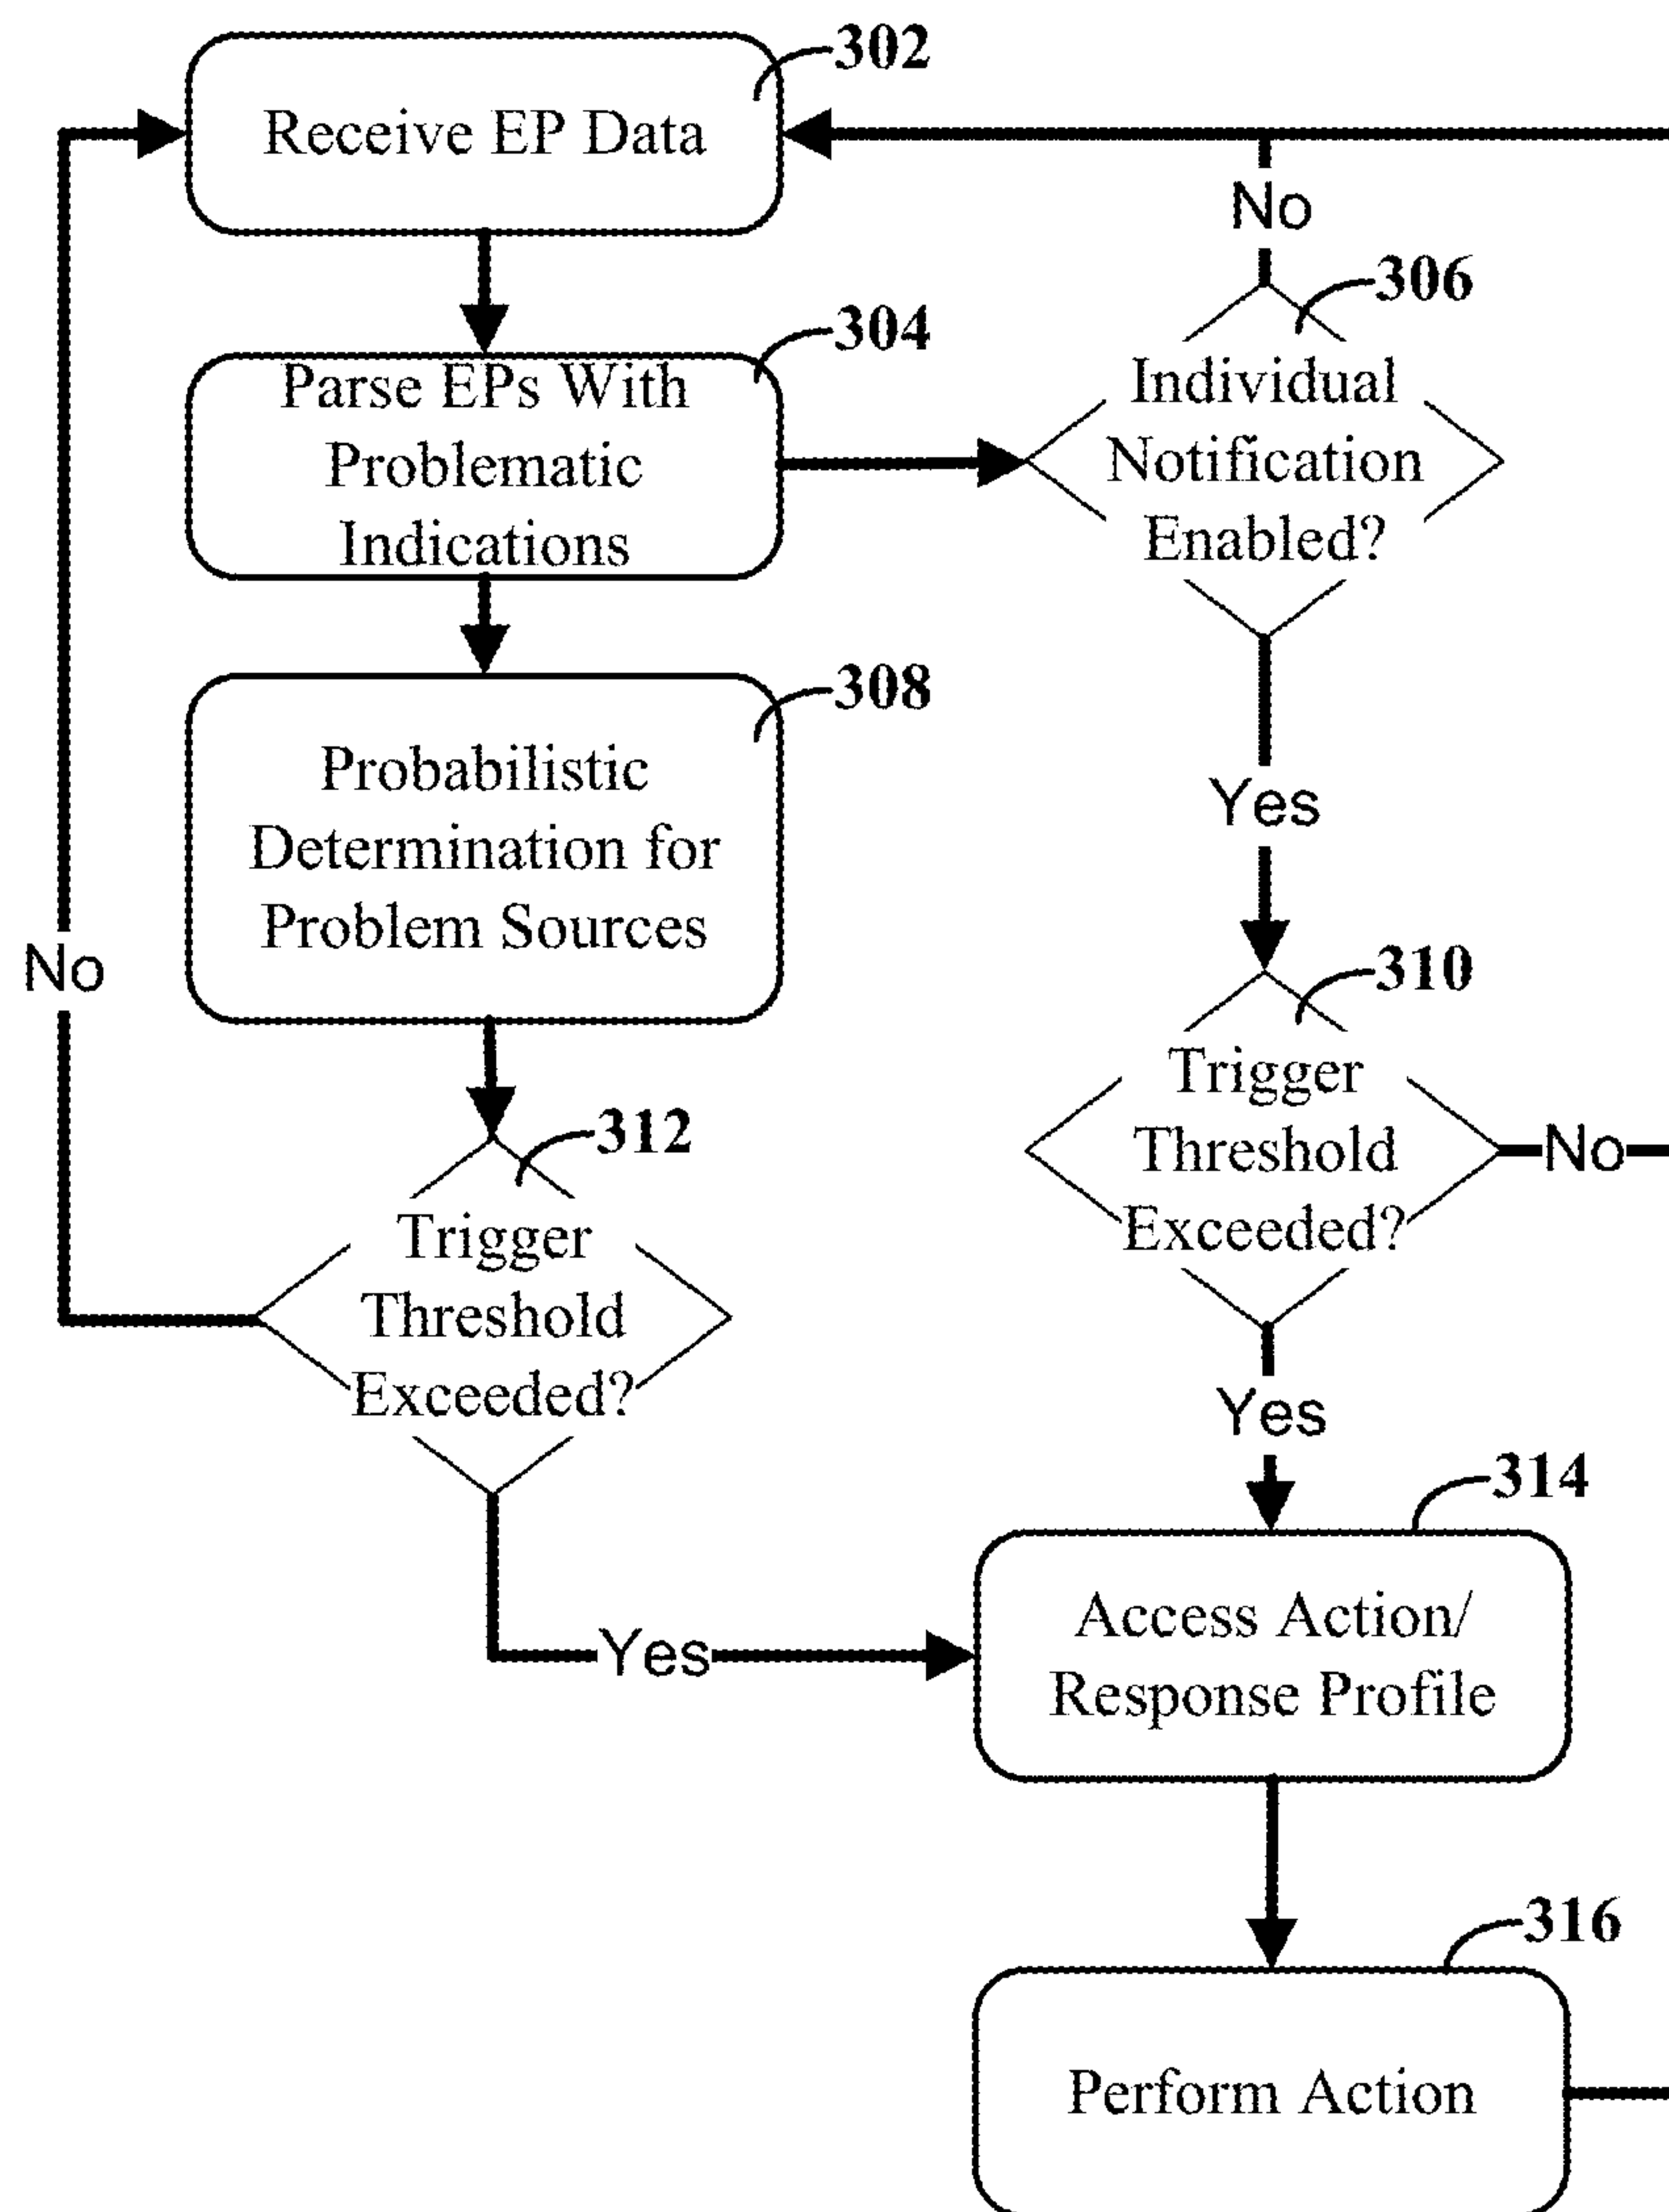 302
Receive EP Data
No
306
304
Parse EPs With
Problematic
Indications
Individual
Notification
Enabled?
308
Probabilistic
Determination for
Problem Sources
Yes
No
310
Trigger
Threshold
Exceeded?
No
312
Trigger
Threshold
Exceeded?
Yes
314
Yes
Access Action/
Response Profile
316
Perform Action